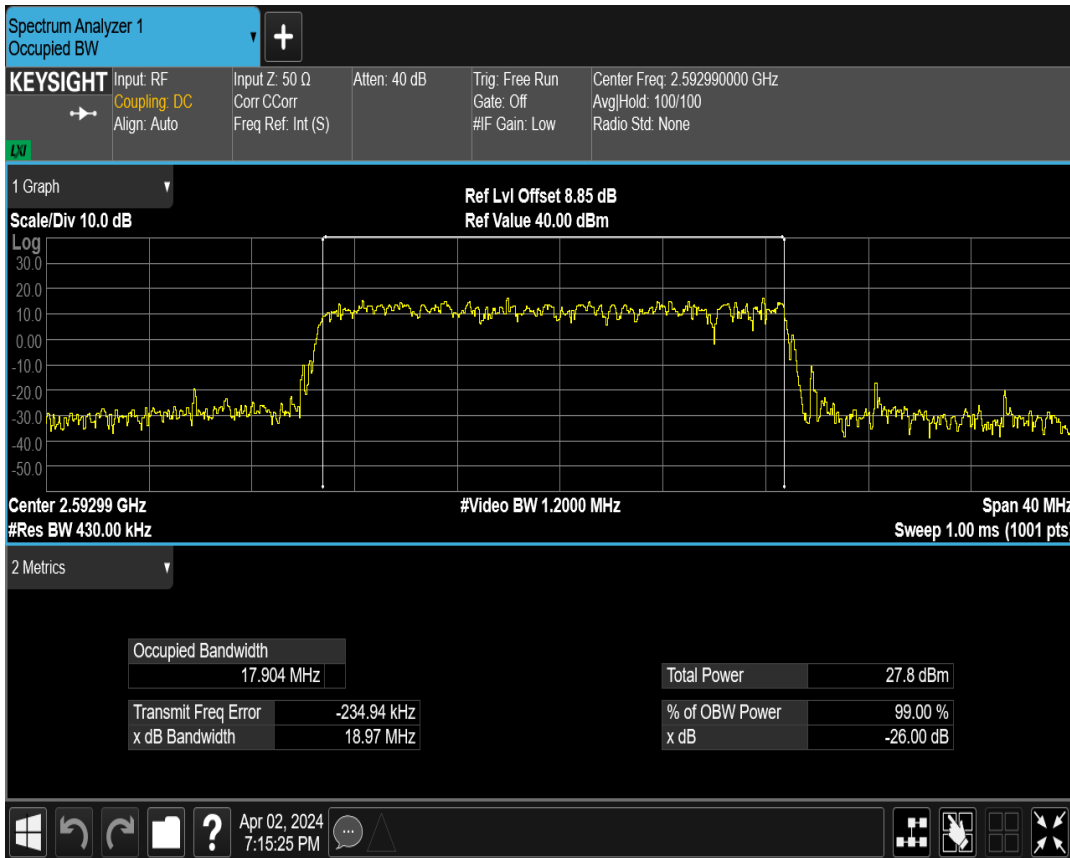 Spectrum Analyzer 1
Occupied BW
+
KEYSIGHT
LXI
Input: RF
Coupling: DC
Align: Auto
Input Z: 50 Ω
Corr CCorr
Freq Ref: Int (S)
Atten: 40 dB
Trig: Free Run
Gate: Off
#IF Gain: Low
Center Freq: 2.592990000 GHz
Avg|Hold: 100/100
Radio Std: None
1 Graph
Scale/Div 10.0 dB
Ref Lvl Offset 8.85 dB
Ref Value 40.00 dBm
Log
30.0
20.0
10.0
0.00
-10.0
-20.0
-30.0
-40.0
-50.0
Center 2.59299 GHz
#Video BW 1.2000 MHz
Span 40 MHz
#Res BW 430.00 kHz
Sweep 1.00 ms (1001 pts)
2 Metrics
Occupied Bandwidth
17.904 MHz
Transmit Freq Error -234.94 kHz
x dB Bandwidth 18.97 MHz
Total Power 27.8 dBm
% of OBW Power 99.00 %
x dB -26.00 dB
?
Apr 02, 2024
7:15:25 PM